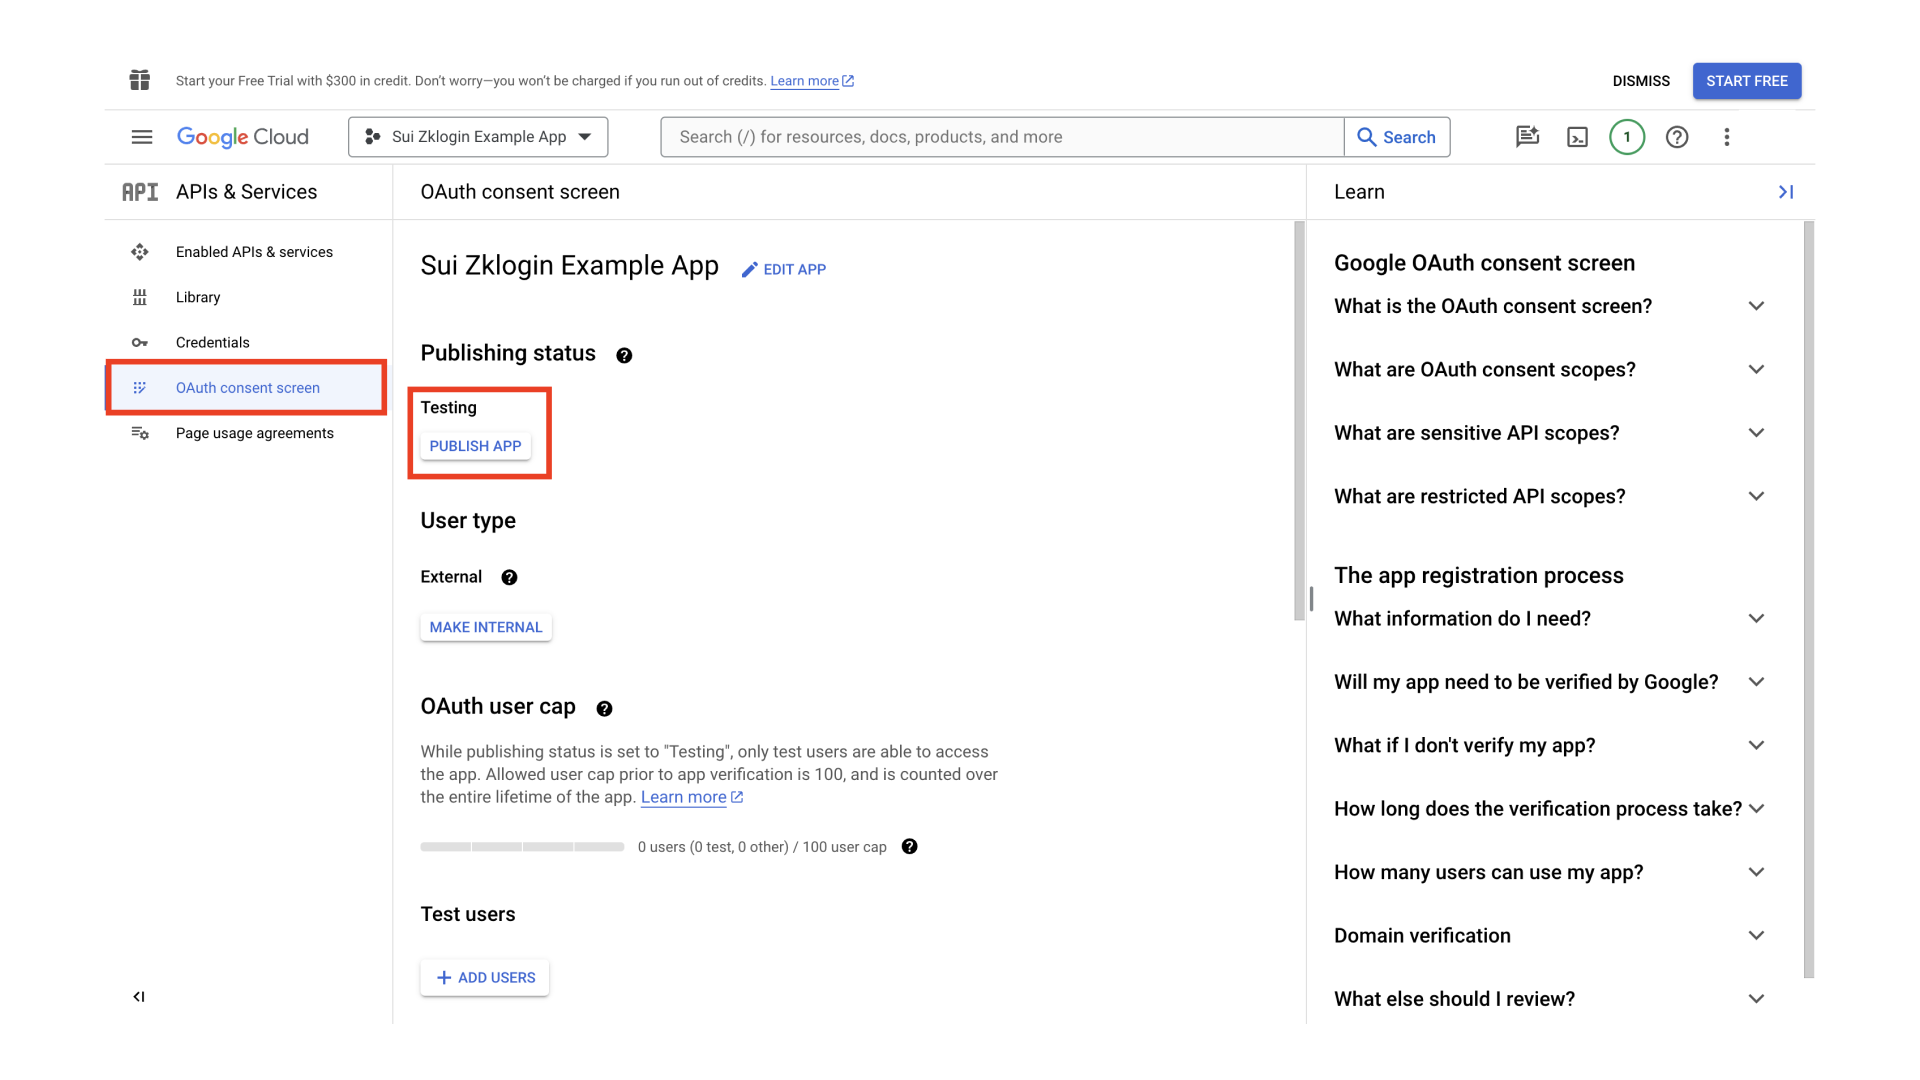 Start your Free Trial with $300 in credit. Don't worry—you won't be charged if you run out of credits. Learn more
DISMISS
START FREE
Google Cloud
Sui Zklogin Example App
Search (/) for resources, docs, products, and more
Search
1
API
APIs & Services
OAuth consent screen
Learn
Enabled APIs & services
Library
Credentials
OAuth consent screen
Page usage agreements
Sui Zklogin Example App
EDIT APP
Publishing status
Testing
PUBLISH APP
User type
External
MAKE INTERNAL
OAuth user cap
While publishing status is set to "Testing", only test users are able to access
the app. Allowed user cap prior to app verification is 100, and is counted over
the entire lifetime of the app. Learn more
0 users (0 test, 0 other) / 100 user cap
Test users
ADD USERS
Google OAuth consent screen
What is the OAuth consent screen?
What are OAuth consent scopes?
What are sensitive API scopes?
What are restricted API scopes?
The app registration process
What information do I need?
Will my app need to be verified by Google?
What if I don't verify my app?
How long does the verification process take?
How many users can use my app?
Domain verification
What else should I review?